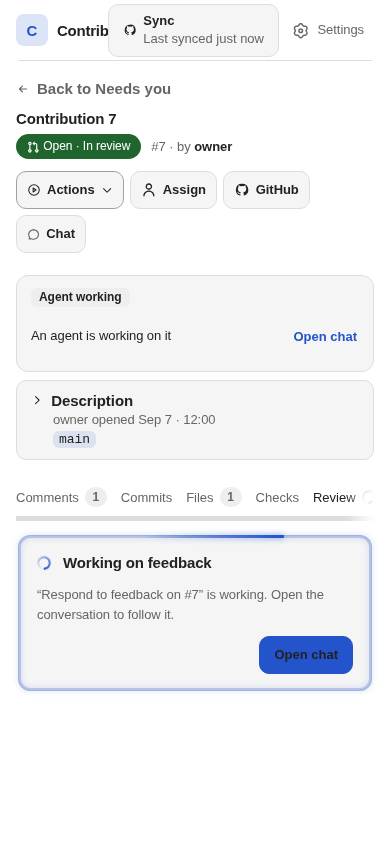 C Contrib
Sync
Last synced just now
Settings
Back to Needs you
Contribution 7
Open · In review #7 · by owner
Actions Assign GitHub
Chat
Agent working
An agent is working on it Open chat
Description
owner opened Sep 7 · 12:00
main
Comments 1 Commits Files 1 Checks Review
Working on feedback
“Respond to feedback on #7” is working. Open the
conversation to follow it.
Open chat